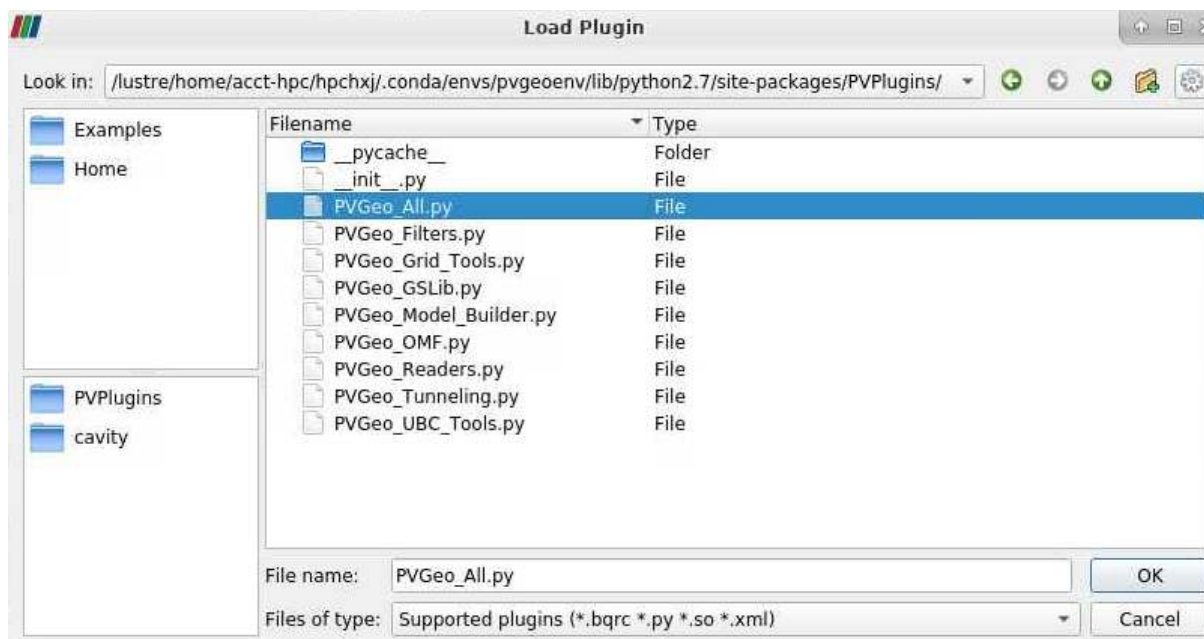 Load Plugin
Look in: /lustre/home/acct-hpc/hpchxj/.conda/envs/pvgeoenv/lib/python2.7/site-packages/PVPlugins/
Examples
Home
Filename Type
__pycache__ Folder
__init__.py File
PVGeo_All.py File
PVGeo_Filters.py File
PVGeo_Grid_Tools.py File
PVGeo_GSLib.py File
PVGeo_Model_Builder.py File
PVGeo_OMF.py File
PVGeo_Readers.py File
PVGeo_Tunneling.py File
PVGeo_UBC_Tools.py File
PVPlugins
cavity
File name: PVGeo_All.py OK
Files of type: Supported plugins (*.bqrc *.py *.so *.xml) Cancel